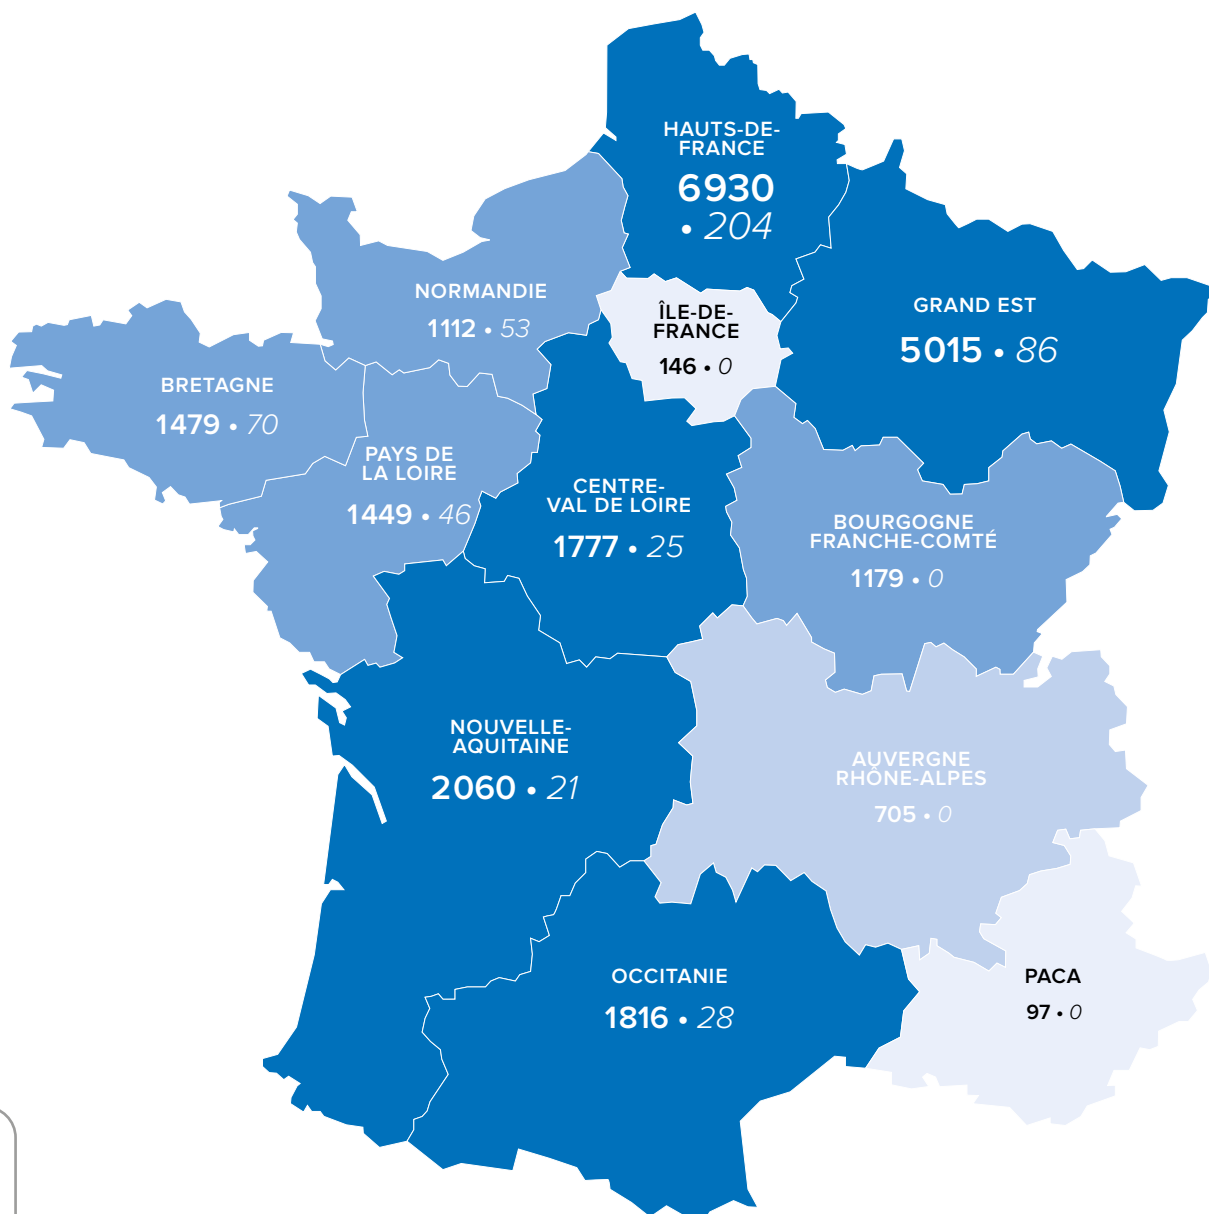 HAUTS-DE-
FRANCE
6930
• 204
NORMANDIE
1112 • 53
ÎLE-DE-
FRANCE
146 • 0
GRAND EST
5015 • 86
BRETAGNE
1479 • 70
PAYS DE
LA LOIRE
1449 • 46
CENTRE-
VAL DE LOIRE
1777 • 25
BOURGOGNE
FRANCHE-COMTÉ
1179 • 0
NOUVELLE-
AQUITAINE
2060 • 21
AUVERGNE
RHÔNE-ALPES
705 • 0
OCCITANIE
1816 • 28
PACA
97 • 0